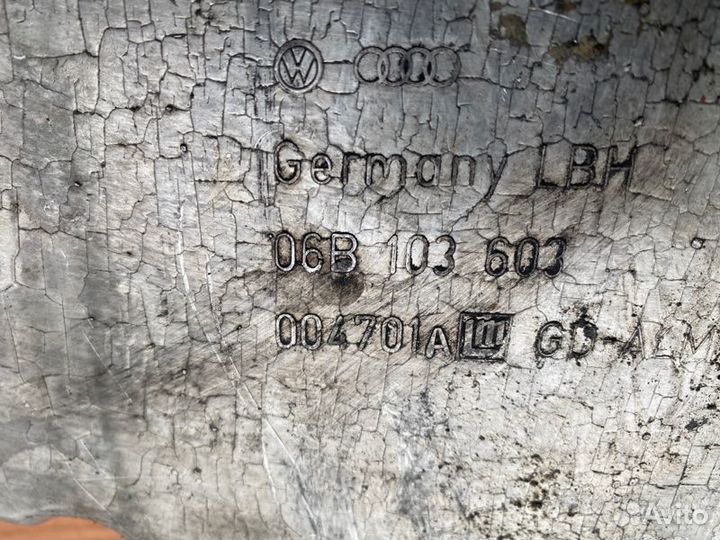 Germany LBH
06B 103 603
004701A GD-ALM
Avito